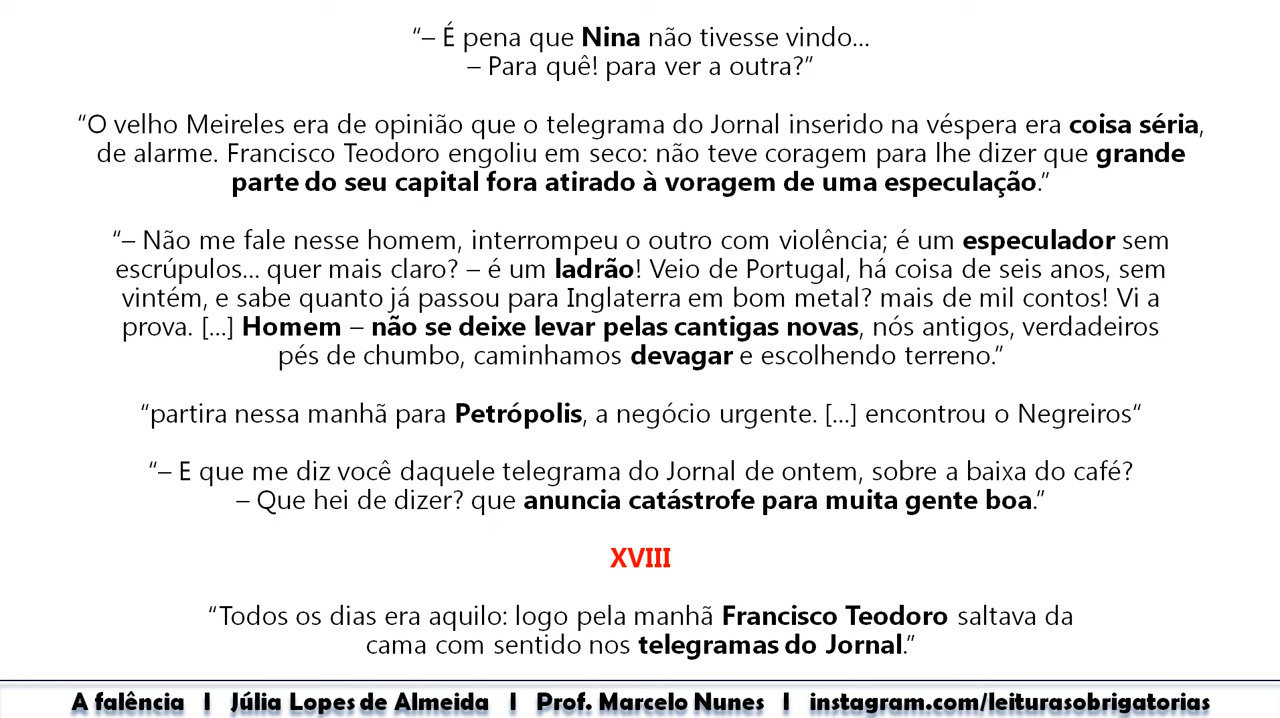 “– É pena que Nina não tivesse vindo...
– Para quê! para ver a outra?”
“O velho Meireles era de opinião que o telegrama do Jornal inserido na véspera era coisa séria,
de alarme. Francisco Teodoro engoliu em seco: não teve coragem para lhe dizer que grande
parte do seu capital fora atirado à voragem de uma especulação.”
“– Não me fale nesse homem, interrompeu o outro com violência; é um especulador sem
escrúpulos... quer mais claro? – é um ladrão! Veio de Portugal, há coisa de seis anos, sem
vintém, e sabe quanto já passou para Inglaterra em bom metal? mais de mil contos! Vi a
prova. [...] Homem – não se deixe levar pelas cantigas novas, nós antigos, verdadeiros
pés de chumbo, caminhamos devagar e escolhendo terreno.”
“partira nessa manhã para Petrópolis, a negócio urgente. [...] encontrou o Negreiros“
“– E que me diz você daquele telegrama do Jornal de ontem, sobre a baixa do café?
– Que hei de dizer? que anuncia catástrofe para muita gente boa.”
XVIII
“Todos os dias era aquilo: logo pela manhã Francisco Teodoro saltava da
cama com sentido nos telegramas do Jornal.”
A falência I Júlia Lopes de Almeida I Prof. Marcelo Nunes I instagram.com/leiturasobrigatorias